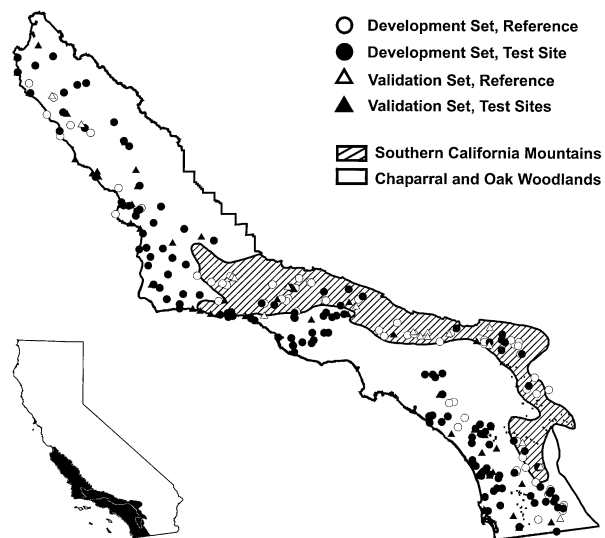 Development Set, Reference
Development Set, Test Site
Validation Set, Reference
Validation Set, Test Sites
Southern California Mountains
Chaparral and Oak Woodlands